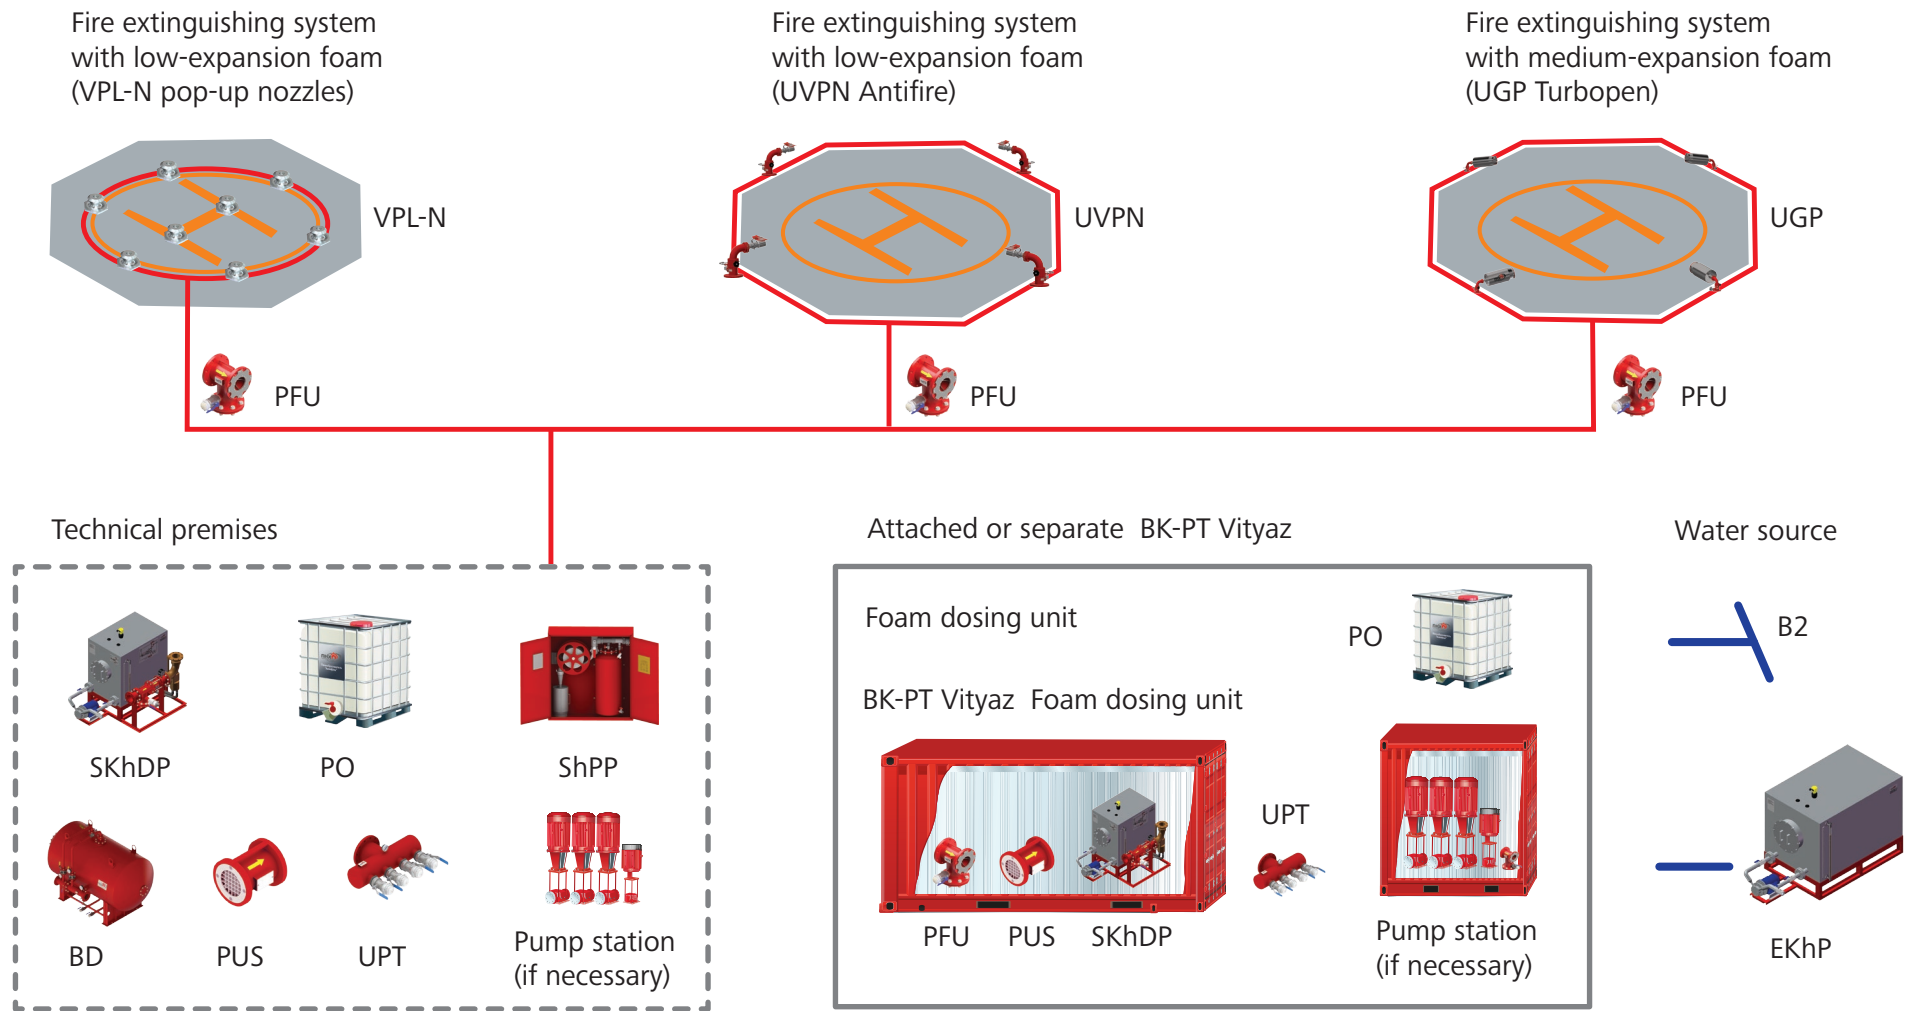 Fire extinguishing system
with low-expansion foam
(VPL-N pop-up nozzles)
Fire extinguishing system
with low-expansion foam
(UVPN Antifire)
Fire extinguishing system
with medium-expansion foam
(UGP Turbopen)
VPL-N
UVPN
UGP
PFU
PFU
PFU
Technical premises
SKhDP
PO
ShPP
BD
PUS
UPT
Pump station
(if necessary)
Attached or separate BK-PT Vityaz
Foam dosing unit
PO
BK-PT Vityaz Foam dosing unit
UPT
PFU
PUS
SKhDP
Pump station
(if necessary)
Water source
B2
EKhP